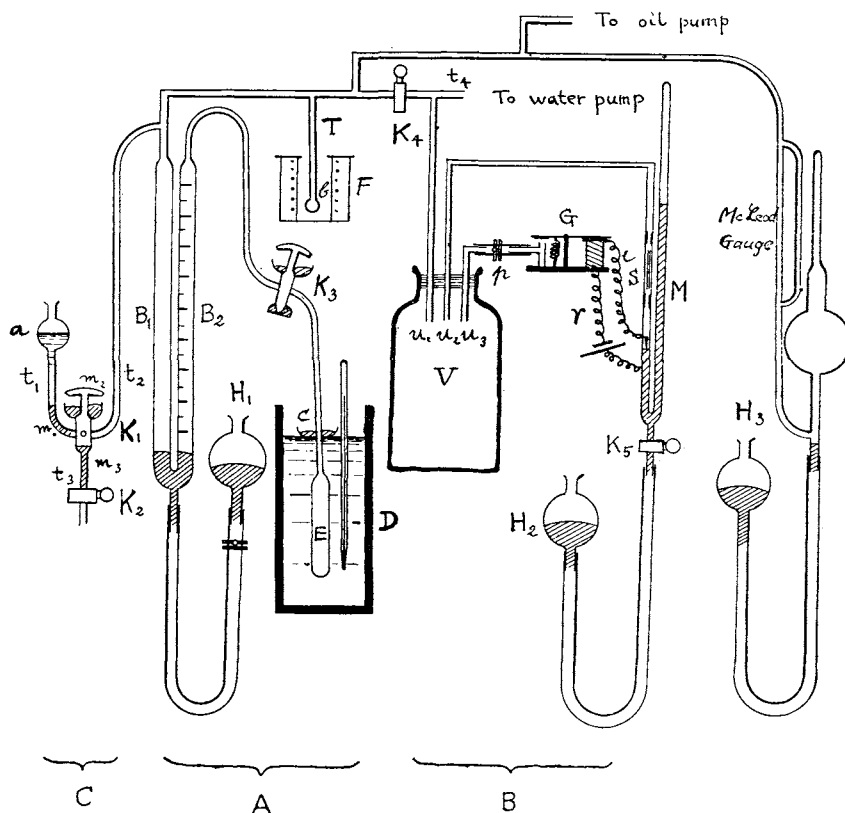 To oil pump
t4
To water pump
T
K4
b
F
McLeod
Gauge
G
K3
p
e
S
M
B1
B2
a
t1
m2
t2
r
u1
u2
u3
V
H1
m1
K1
C
H3
t3
m3
K5
K2
E
D
H2
C
A
B